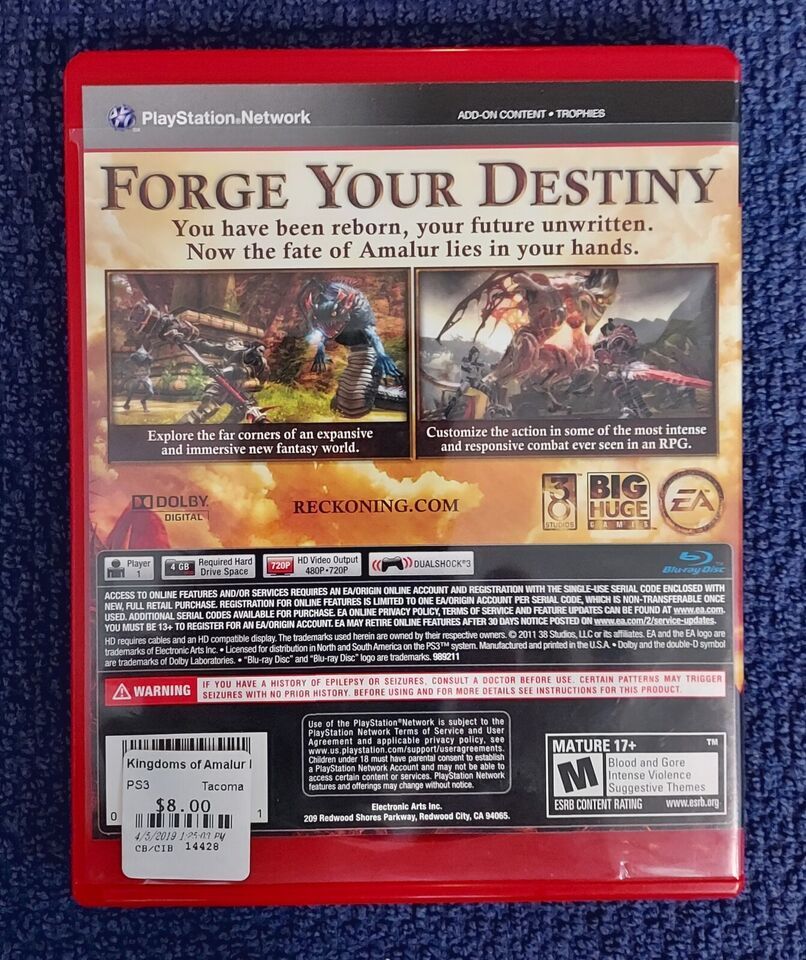 PlayStation®Network
ADD-ON CONTENT • TROPHIES
FORGE YOUR DESTINY
You have been reborn, your future unwritten.
Now the fate of Amalur lies in your hands.
Explore the far corners of an expansive
and immersive new fantasy world.
Customize the action in some of the most intense
and responsive combat ever seen in an RPG.
DOLBY
DIGITAL
RECKONING.COM
38
STUDIOS
BIG
HUGE
GAMES
EA
Player
1
4 GB
Required Hard
Drive Space
720P
HD Video Output
480P•720P
DUALSHOCK®3
Blu-ray Disc™
ACCESS TO ONLINE FEATURES AND/OR SERVICES REQUIRES AN EA/ORIGIN ONLINE ACCOUNT AND REGISTRATION WITH THE SINGLE-USE SERIAL CODE ENCLOSED WITH
NEW, FULL RETAIL PURCHASE. REGISTRATION FOR ONLINE FEATURES IS LIMITED TO ONE EA/ORIGIN ACCOUNT PER SERIAL CODE, WHICH IS NON-TRANSFERABLE ONCE
USED. ADDITIONAL SERIAL CODES AVAILABLE FOR PURCHASE. EA ONLINE PRIVACY POLICY, TERMS OF SERVICE AND FEATURE UPDATES CAN BE FOUND AT www.ea.com.
YOU MUST BE 13+ TO REGISTER FOR AN EA/ORIGIN ACCOUNT. EA MAY RETIRE ONLINE FEATURES AFTER 30 DAYS NOTICE POSTED ON www.ea.com/2/service-updates.
HD requires cables and an HD compatible display. The trademarks used herein are owned by their respective owners. © 2011 38 Studios, LLC or its affiliates. EA and the EA logo are
trademarks of Electronic Arts Inc. • Licensed for distribution in North and South America on the PS3™ system. Manufactured and printed in the U.S.A. • Dolby and the double-D symbol
are trademarks of Dolby Laboratories. • "Blu-ray Disc" and "Blu-ray Disc" logo are trademarks. 989211
WARNING
IF YOU HAVE A HISTORY OF EPILEPSY OR SEIZURES, CONSULT A DOCTOR BEFORE USE. CERTAIN PATTERNS MAY TRIGGER
SEIZURES WITH NO PRIOR HISTORY. BEFORE USING AND FOR MORE DETAILS SEE INSTRUCTIONS FOR THIS PRODUCT.
Use of the PlayStation®Network is subject to the
PlayStation Network Terms of Service and User
Agreement and applicable privacy policy, see
www.us.playstation.com/support/useragreements.
Children under 18 must have parental consent to establish
a PlayStation Network Account and may not be able to
access certain content or services. PlayStation Network
features and offerings may change without notice.
Electronic Arts Inc.
209 Redwood Shores Parkway, Redwood City, CA 94065.
MATURE 17+
™
M
Blood and Gore
Intense Violence
Suggestive Themes
ESRB CONTENT RATING
www.esrb.org
Kingdoms of Amalur
PS3 Tacoma
$8.00
0
1
4/5/2019 1:25:03 PM
CB/CIB 14428